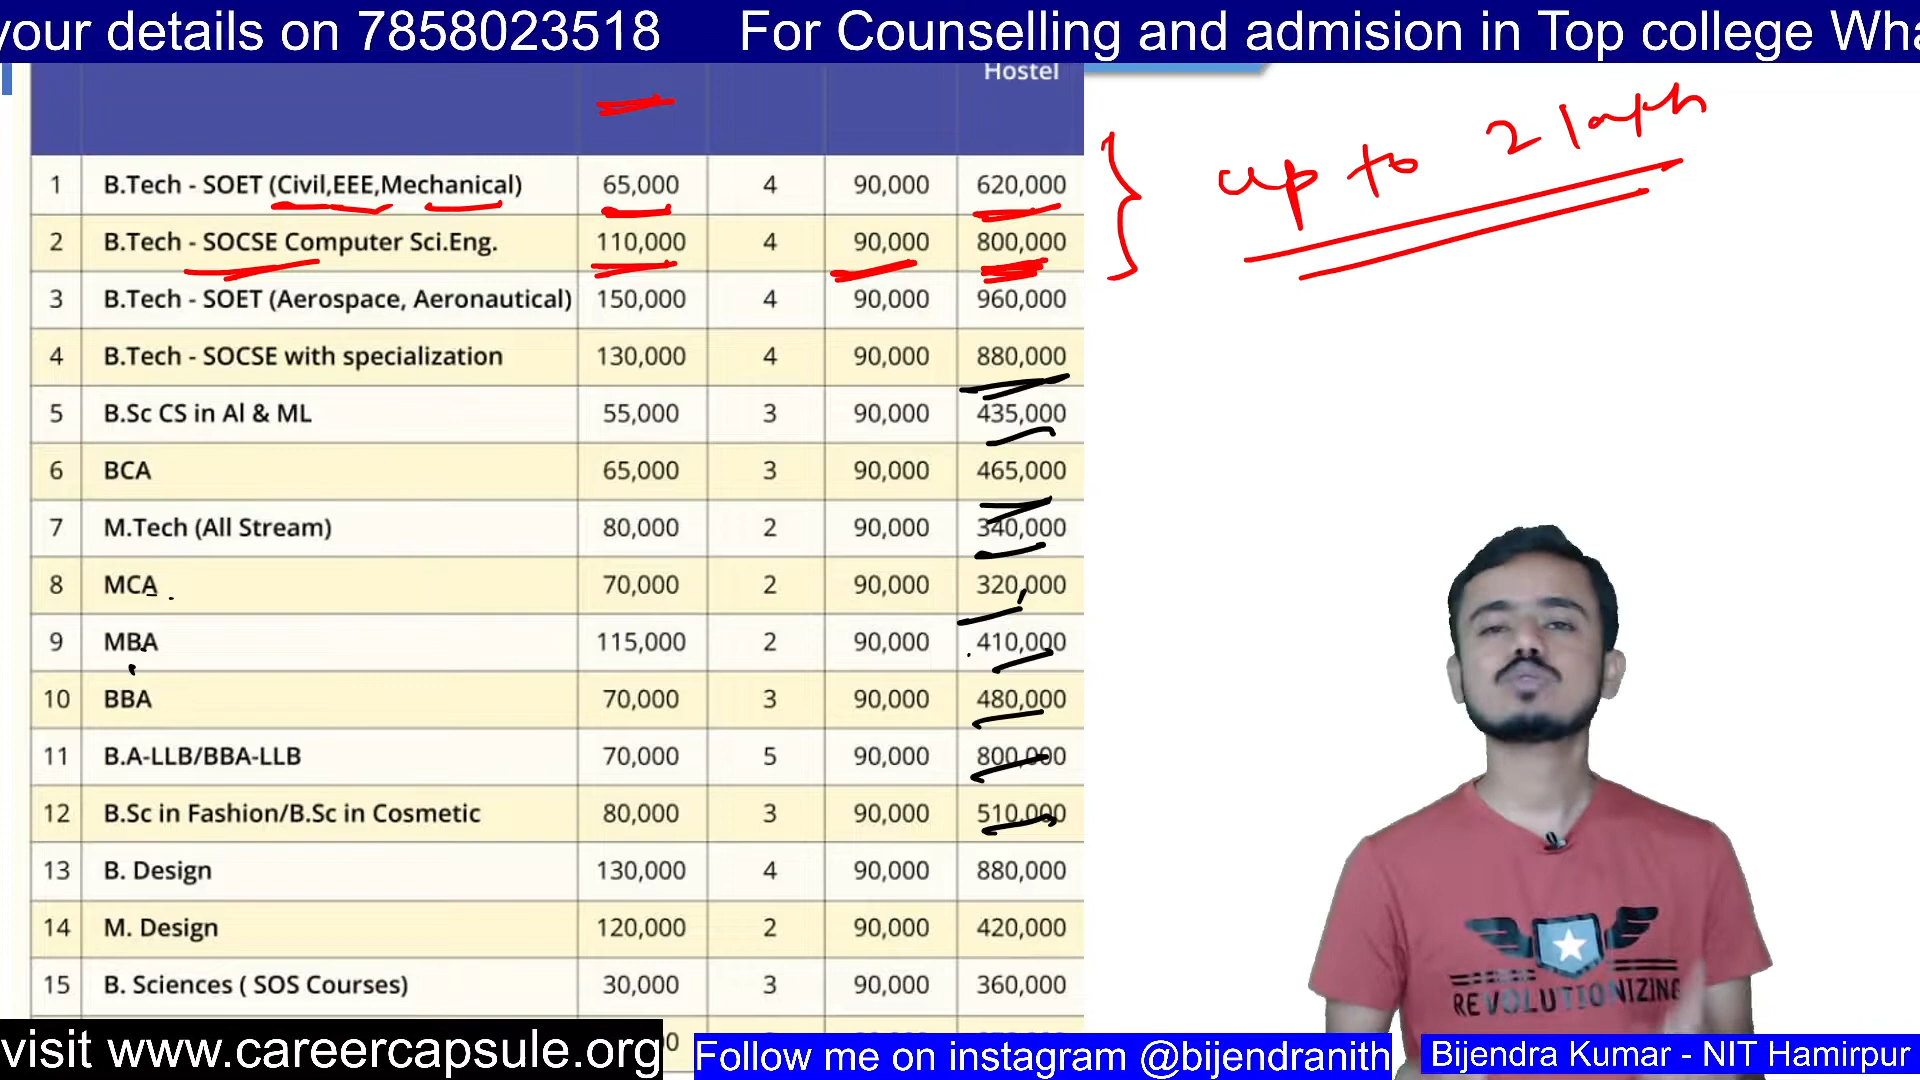 your details on 7858023518 For Counselling and admision in Top college Wha
Hostel
up to 2 lakh
1 B.Tech - SOET (Civil,EEE,Mechanical) 65,000 4 90,000 620,000
2 B.Tech - SOCSE Computer Sci.Eng. 110,000 4 90,000 800,000
3 B.Tech - SOET (Aerospace, Aeronautical) 150,000 4 90,000 960,000
4 B.Tech - SOCSE with specialization 130,000 4 90,000 880,000
5 B.Sc CS in Al & ML 55,000 3 90,000 435,000
6 BCA 65,000 3 90,000 465,000
7 M.Tech (All Stream) 80,000 2 90,000 340,000
8 MCA 70,000 2 90,000 320,000
9 MBA 115,000 2 90,000 410,000
10 BBA 70,000 3 90,000 480,000
11 B.A-LLB/BBA-LLB 70,000 5 90,000 800,000
12 B.Sc in Fashion/B.Sc in Cosmetic 80,000 3 90,000 510,000
13 B. Design 130,000 4 90,000 880,000
14 M. Design 120,000 2 90,000 420,000
15 B. Sciences ( SOS Courses) 30,000 3 90,000 360,000
REVOLUTIONIZING
visit www.careercapsule.org
Follow me on instagram @bijendranith
Bijendra Kumar - NIT Hamirpur